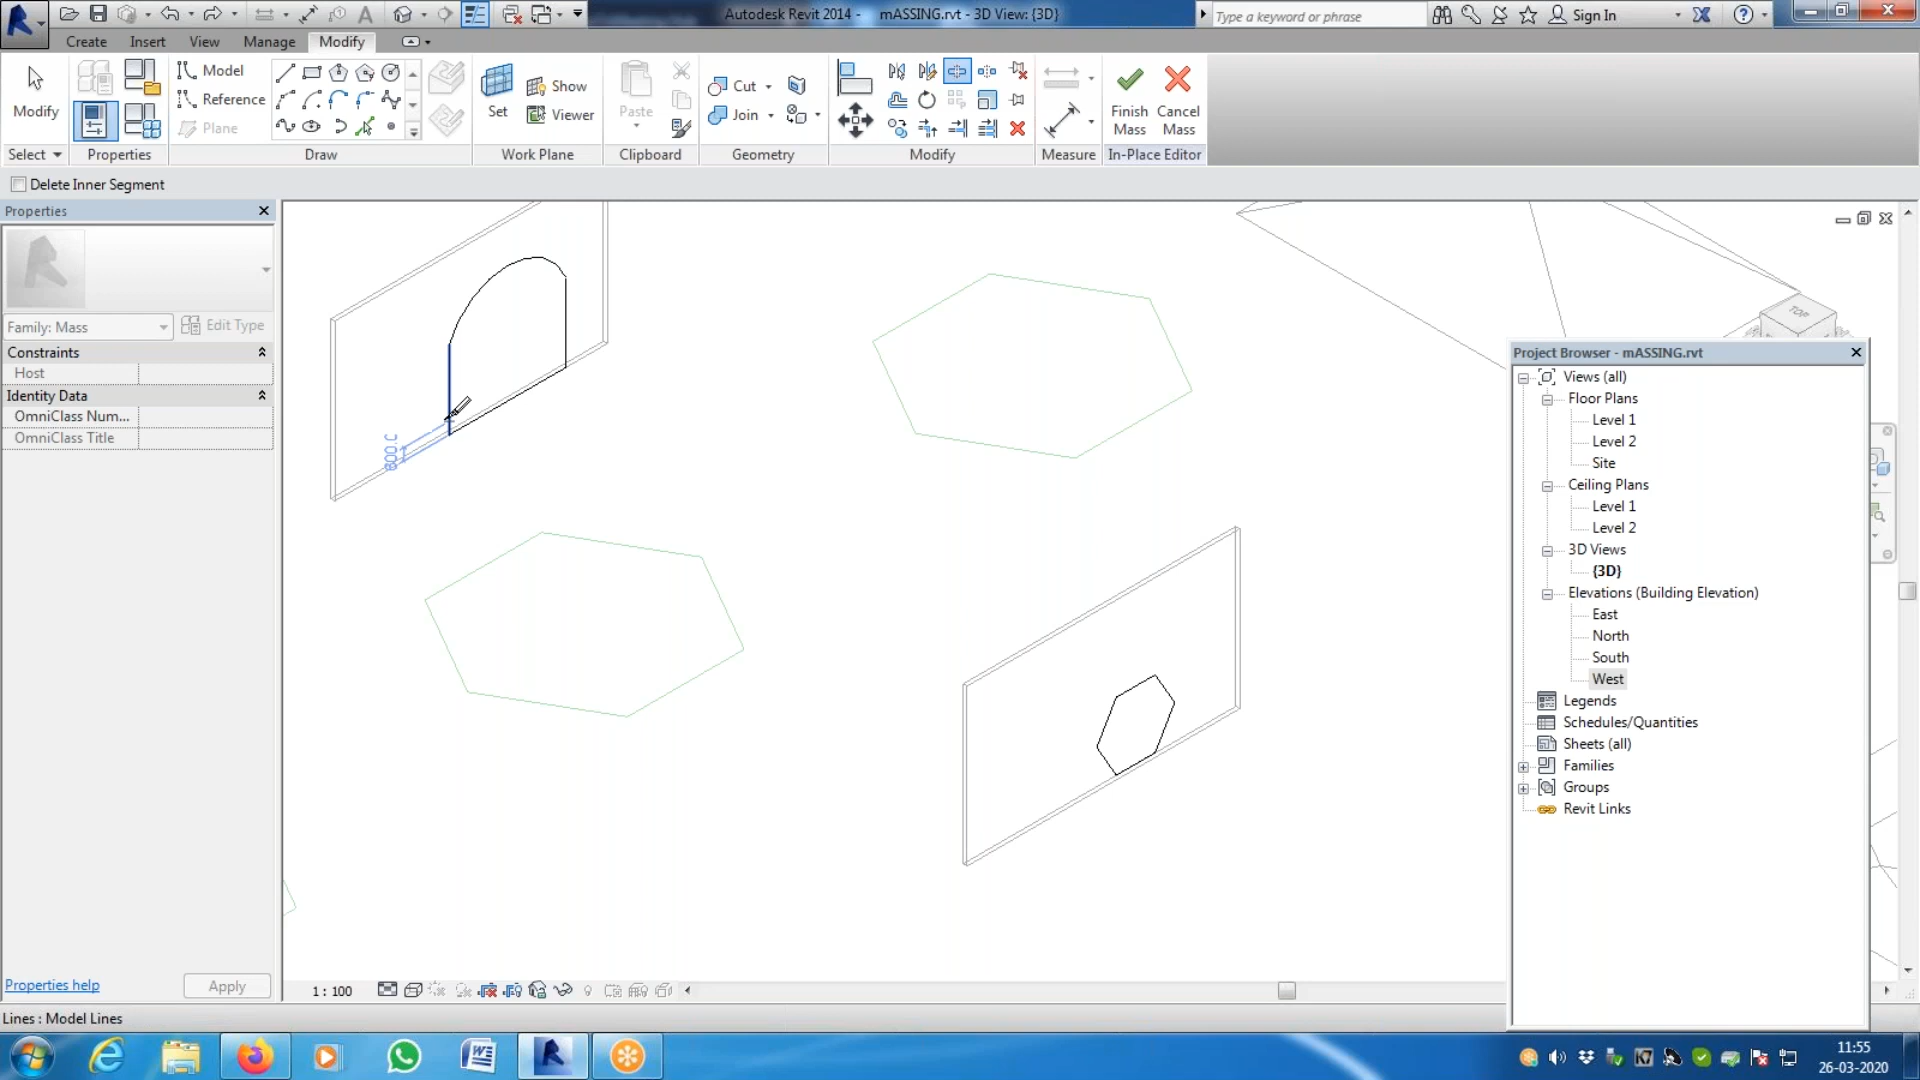 Autodesk Revit 2014 - mASSING.rvt - 3D View: {3D}
Type a keyword or phrase
Sign In
Create
Insert
View
Manage
Modify
Modify
Select
Properties
Model
Reference
Plane
Draw
Set
Show
Viewer
Work Plane
Paste
Clipboard
Cut
Join
Geometry
Modify
Measure
Finish Mass
Cancel Mass
In-Place Editor
Delete Inner Segment
Properties
Family: Mass
Edit Type
Constraints
Host
Identity Data
OmniClass Num...
OmniClass Title
Properties help
Apply
TOP
Project Browser - mASSING.rvt
Views (all)
Floor Plans
Level 1
Level 2
Site
Ceiling Plans
Level 1
Level 2
3D Views
{3D}
Elevations (Building Elevation)
East
North
South
West
Legends
Schedules/Quantities
Sheets (all)
Families
Groups
Revit Links
1 : 100
Lines : Model Lines
11:55
26-03-2020